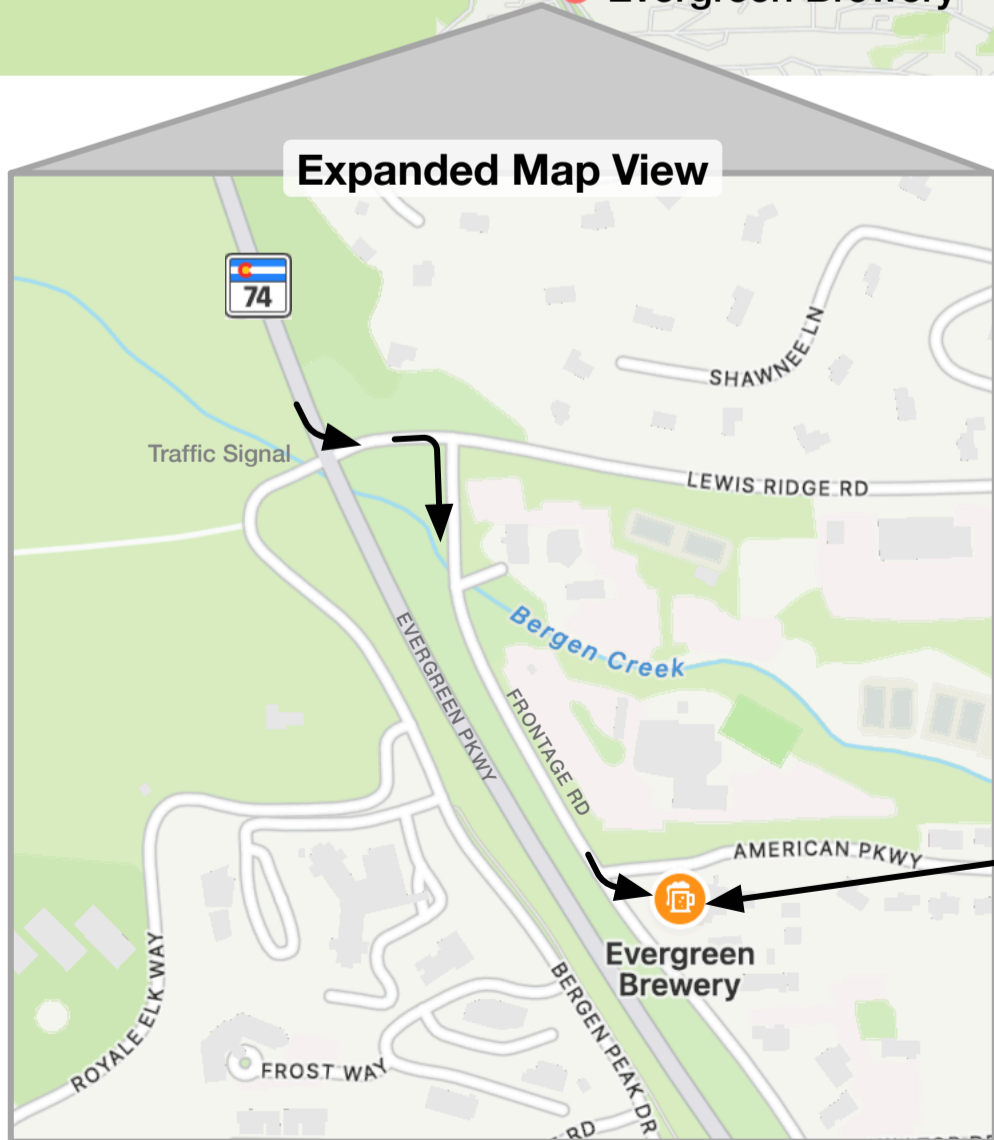 Evergreen Brewery
Expanded Map View
74
SHAWNEE LN
Traffic Signal
LEWIS RIDGE RD
Bergen Creek
EVERGREEN PKWY
FRONTAGE RD
AMERICAN PKWY
Evergreen
Brewery
ROYALE ELK WAY
BERGEN PEAK DR
FROST WAY
RD